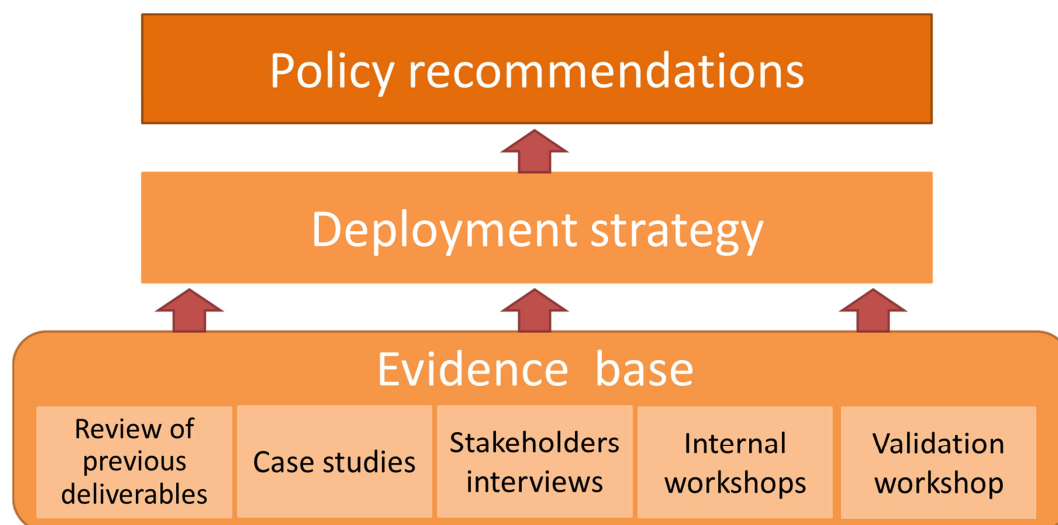 Policy recommendations
Deployment strategy
Evidence base
Review of
previous
deliverables
Case studies
Stakeholders
interviews
Internal
workshops
Validation
workshop